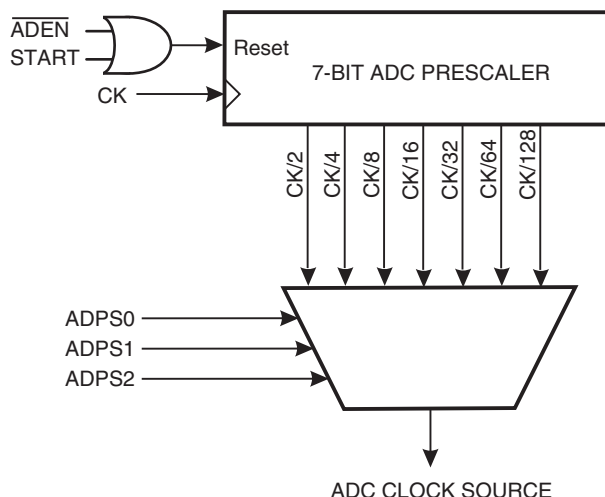 ADEN
START
Reset
7-BIT ADC PRESCALER
CK
CK/2
CK/4
CK/8
CK/16
CK/32
CK/64
CK/128
ADPS0
ADPS1
ADPS2
ADC CLOCK SOURCE